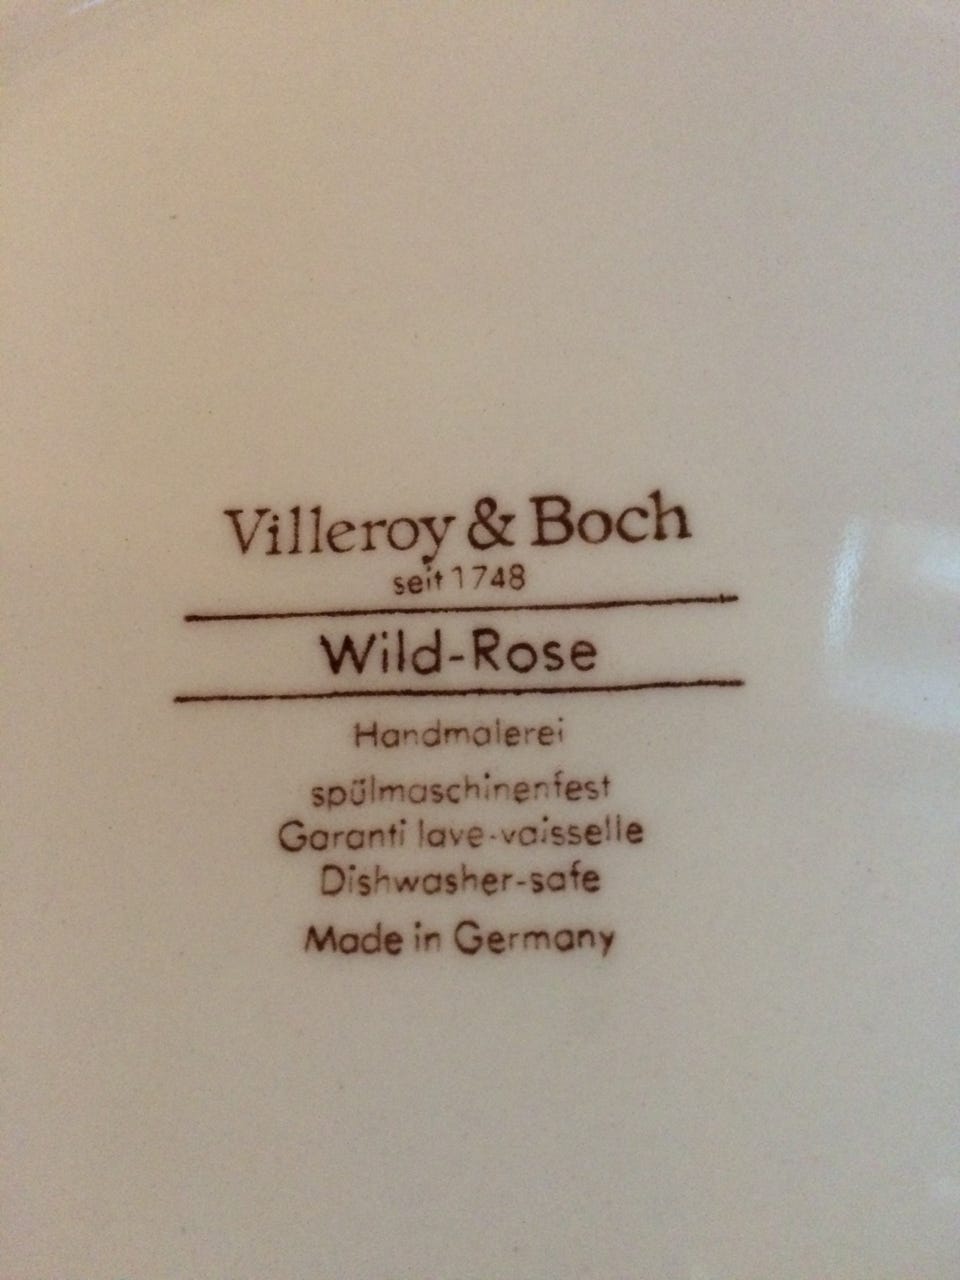 Villeroy & Boch
seit 1748
Wild-Rose
Handmalerei
spülmaschinenfest
Garanti lave-vaisselle
Dishwasher-safe
Made in Germany